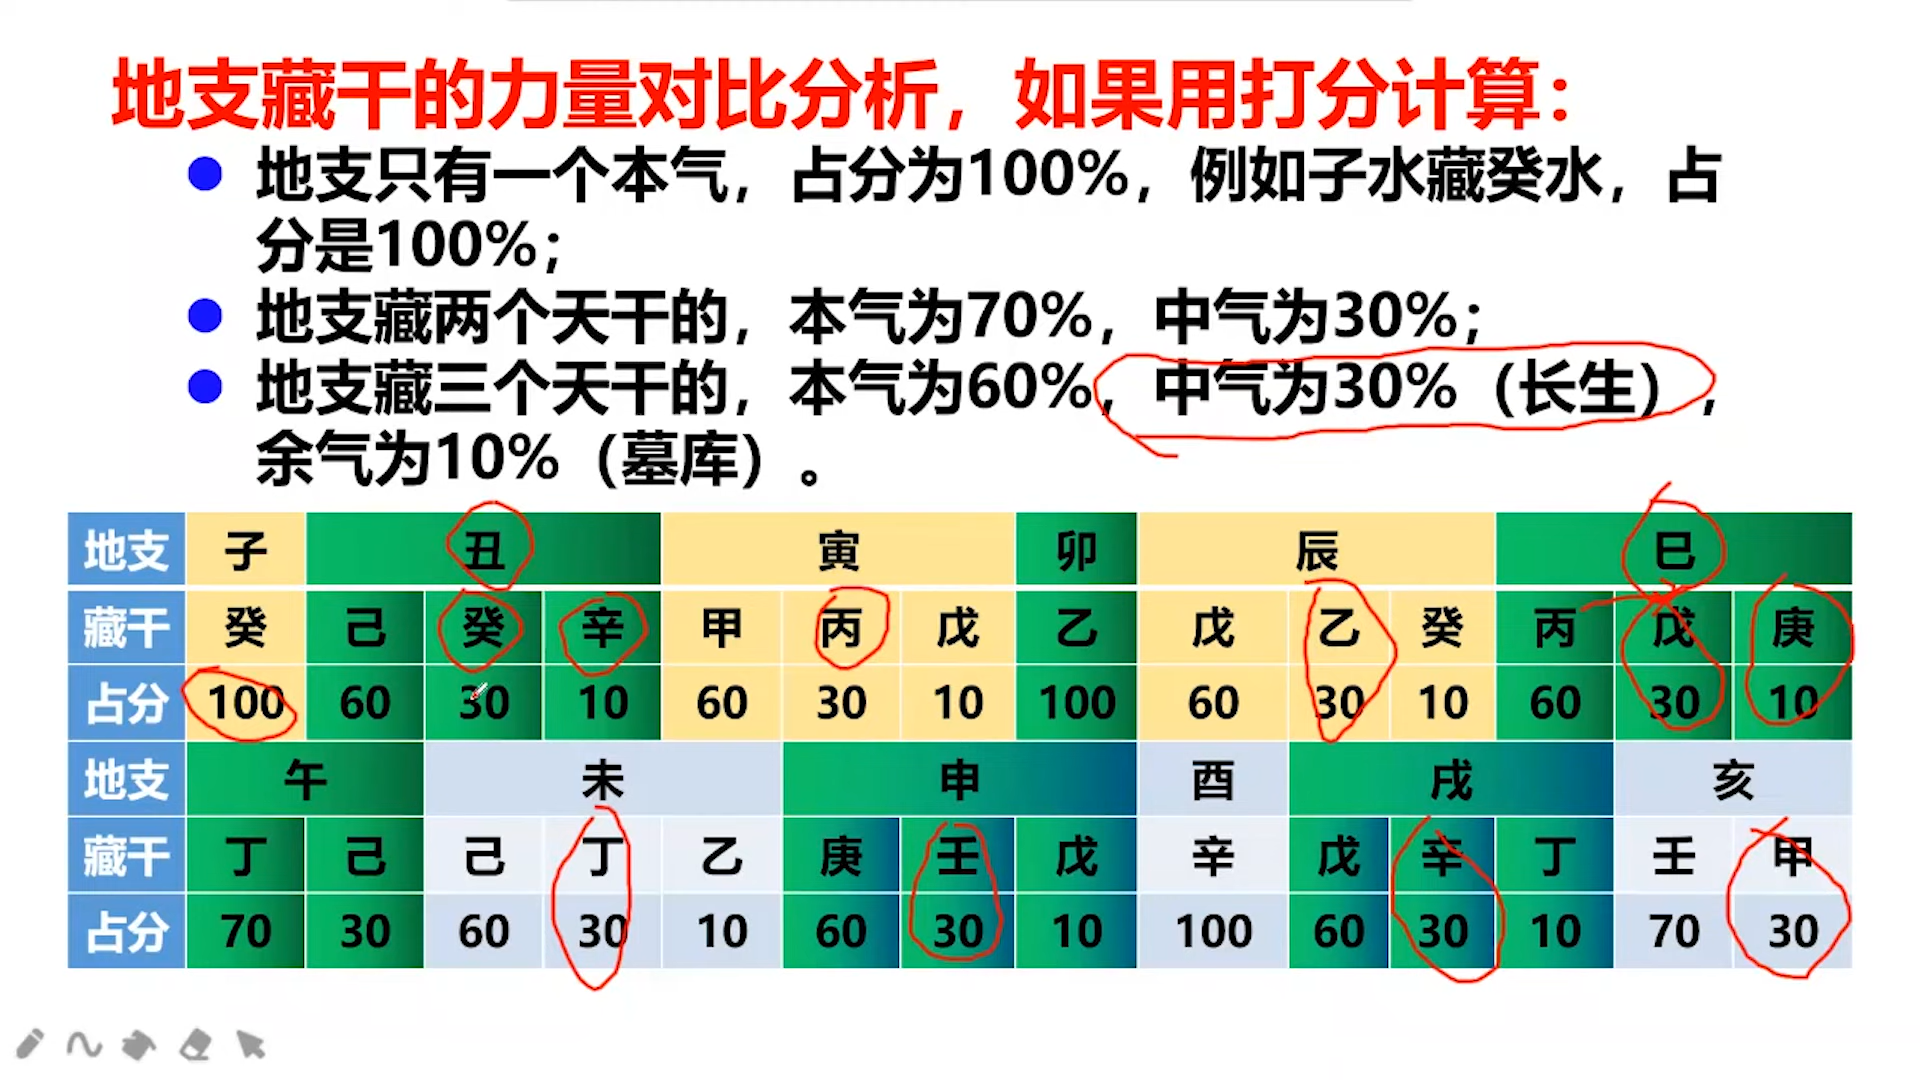 地支藏干的力量对比分析，如果用打分计算：
地支只有一个本气，占分为100%，例如子水藏癸水，占
分是100%；
地支藏两个天干的，本气为70%，中气为30%；
地支藏三个天干的，本气为60%，中气为30%（长生），
余气为10%（墓库）。
地支 子 丑 寅 卯 辰 巳
藏干 癸 己 癸 辛 甲 丙 戊 乙 戊 乙 癸 丙 戊 庚
占分 100 60 30 10 60 30 10 100 60 30 10 60 30 10
地支 午 未 申 酉 戌 亥
藏干 丁 己 己 丁 乙 庚 壬 戊 辛 戊 辛 丁 壬 甲
占分 70 30 60 30 10 60 30 10 100 60 30 10 70 30